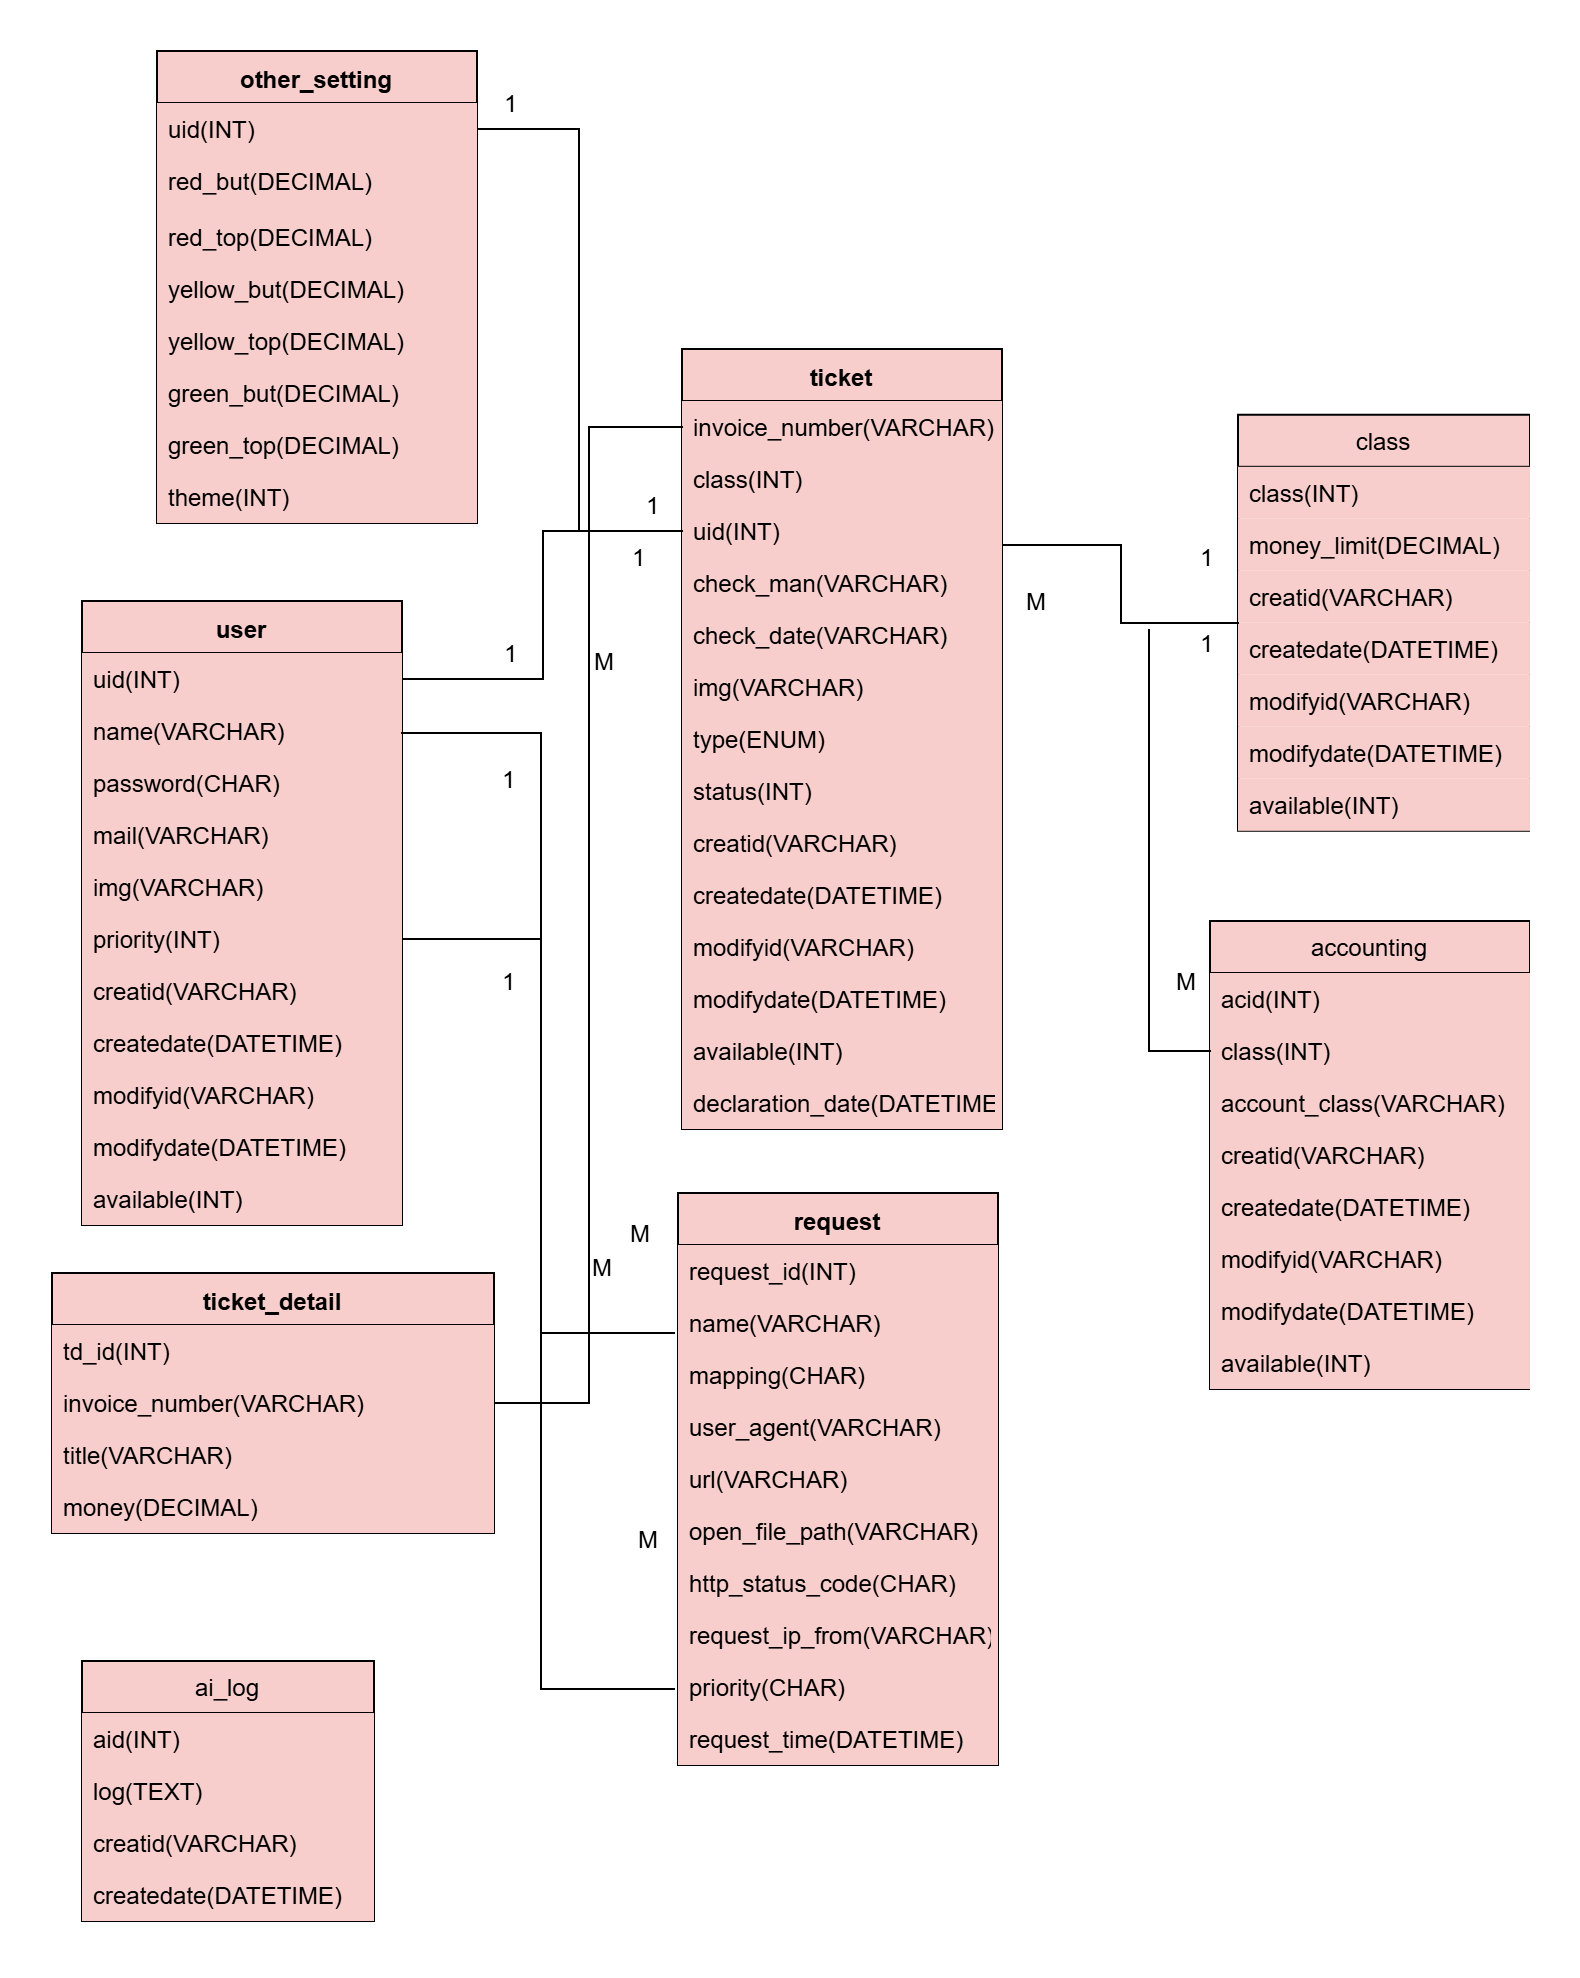 other_setting
uid(INT)
red_but(DECIMAL)
red_top(DECIMAL)
yellow_but(DECIMAL)
yellow_top(DECIMAL)
green_but(DECIMAL)
green_top(DECIMAL)
theme(INT)
1
user
uid(INT)
name(VARCHAR)
password(CHAR)
mail(VARCHAR)
img(VARCHAR)
priority(INT)
creatid(VARCHAR)
createdate(DATETIME)
modifyid(VARCHAR)
modifydate(DATETIME)
available(INT)
1
1
1
ticket_detail
td_id(INT)
invoice_number(VARCHAR)
title(VARCHAR)
money(DECIMAL)
ai_log
aid(INT)
log(TEXT)
creatid(VARCHAR)
createdate(DATETIME)
1
1
M
M
M
M
ticket
invoice_number(VARCHAR)
class(INT)
uid(INT)
check_man(VARCHAR)
check_date(VARCHAR)
img(VARCHAR)
type(ENUM)
status(INT)
creatid(VARCHAR)
createdate(DATETIME)
modifyid(VARCHAR)
modifydate(DATETIME)
available(INT)
declaration_date(DATETIME
request
request_id(INT)
name(VARCHAR)
mapping(CHAR)
user_agent(VARCHAR)
url(VARCHAR)
open_file_path(VARCHAR)
http_status_code(CHAR)
request_ip_from(VARCHAR)
priority(CHAR)
request_time(DATETIME)
M
1
1
M
class
class(INT)
money_limit(DECIMAL)
creatid(VARCHAR)
createdate(DATETIME)
modifyid(VARCHAR)
modifydate(DATETIME)
available(INT)
accounting
acid(INT)
class(INT)
account_class(VARCHAR)
creatid(VARCHAR)
createdate(DATETIME)
modifyid(VARCHAR)
modifydate(DATETIME)
available(INT)